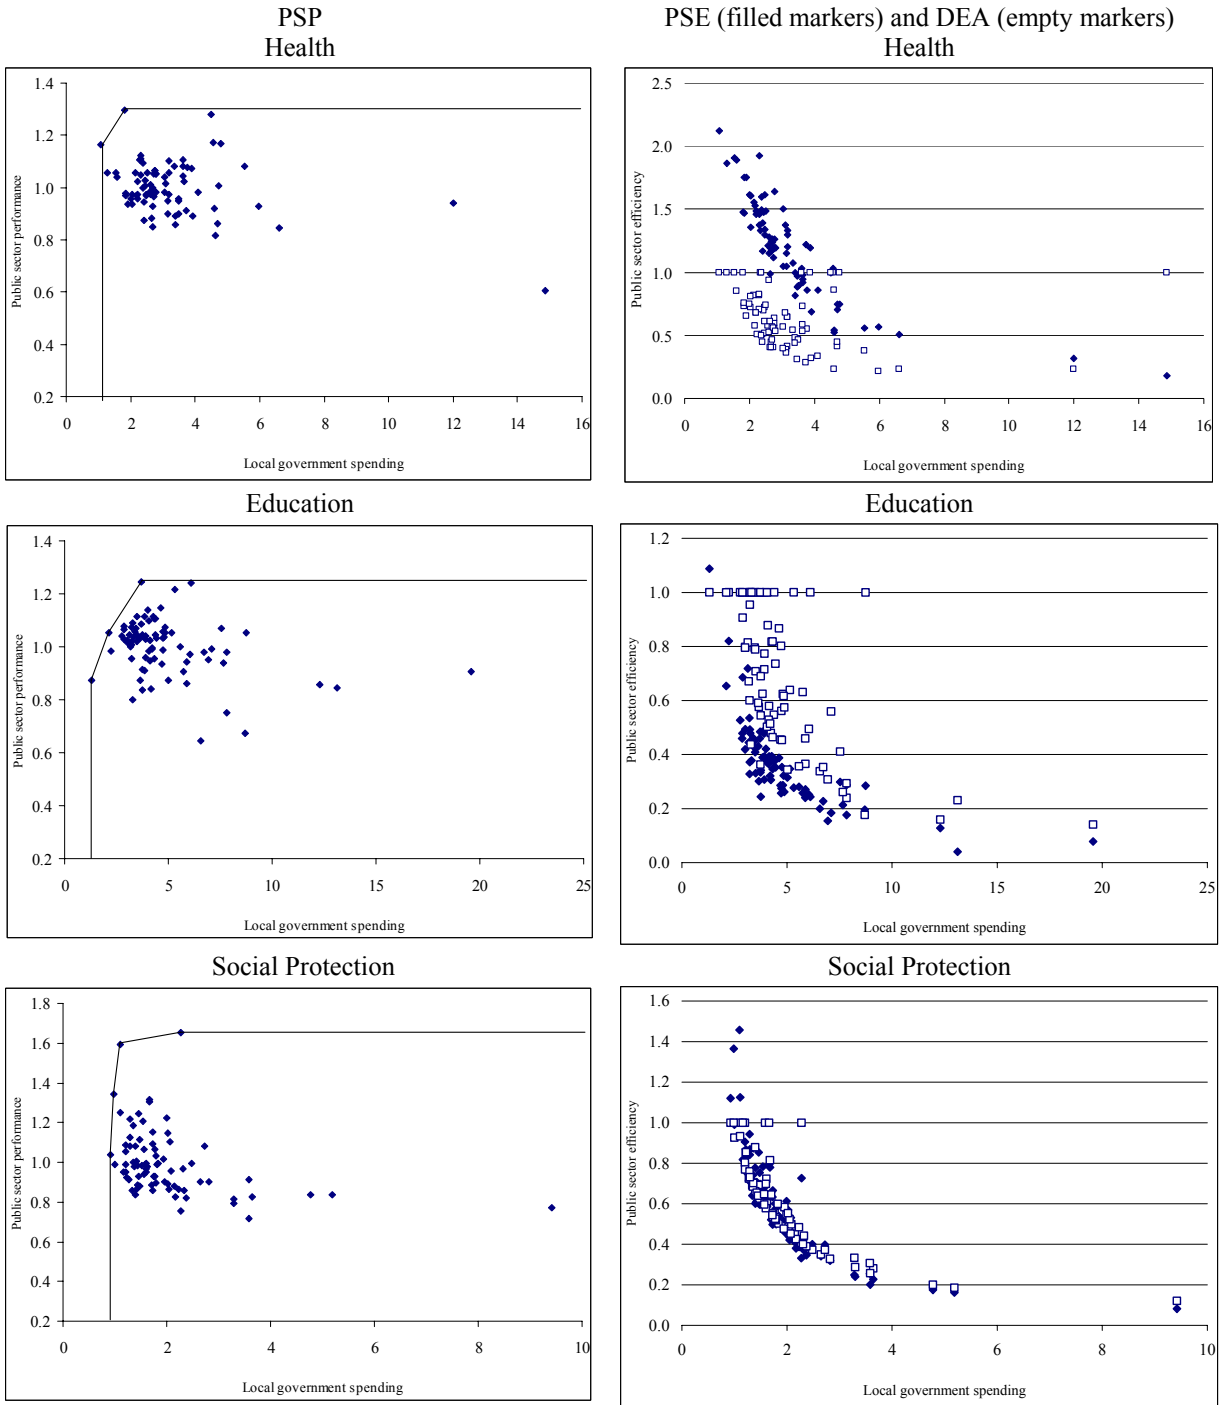 PSP
Health
PSE (filled markers) and DEA (empty markers)
Health
1.4
1.2
1.0
0.8
0.6
0.4
0.2
0 2 4 6 8 10 12 14 16
Public sector performance
Local government spending
2.5
2.0
1.5
1.0
0.5
0.0
0 2 4 6 8 10 12 14 16
Public sector efficiency
Local government spending
Education
Education
1.4
1.2
1.0
0.8
0.6
0.4
0.2
0 5 10 15 20 25
Public sector performance
Local government spending
1.2
1.0
0.8
0.6
0.4
0.2
0.0
0 5 10 15 20 25
Public sector efficiency
Local government spending
Social Protection
Social Protection
1.8
1.6
1.4
1.2
1.0
0.8
0.6
0.4
0.2
0 2 4 6 8 10
Public sector performance
Local government spending
1.6
1.4
1.2
1.0
0.8
0.6
0.4
0.2
0.0
0 2 4 6 8 10
Public sector efficiency
Local government spending